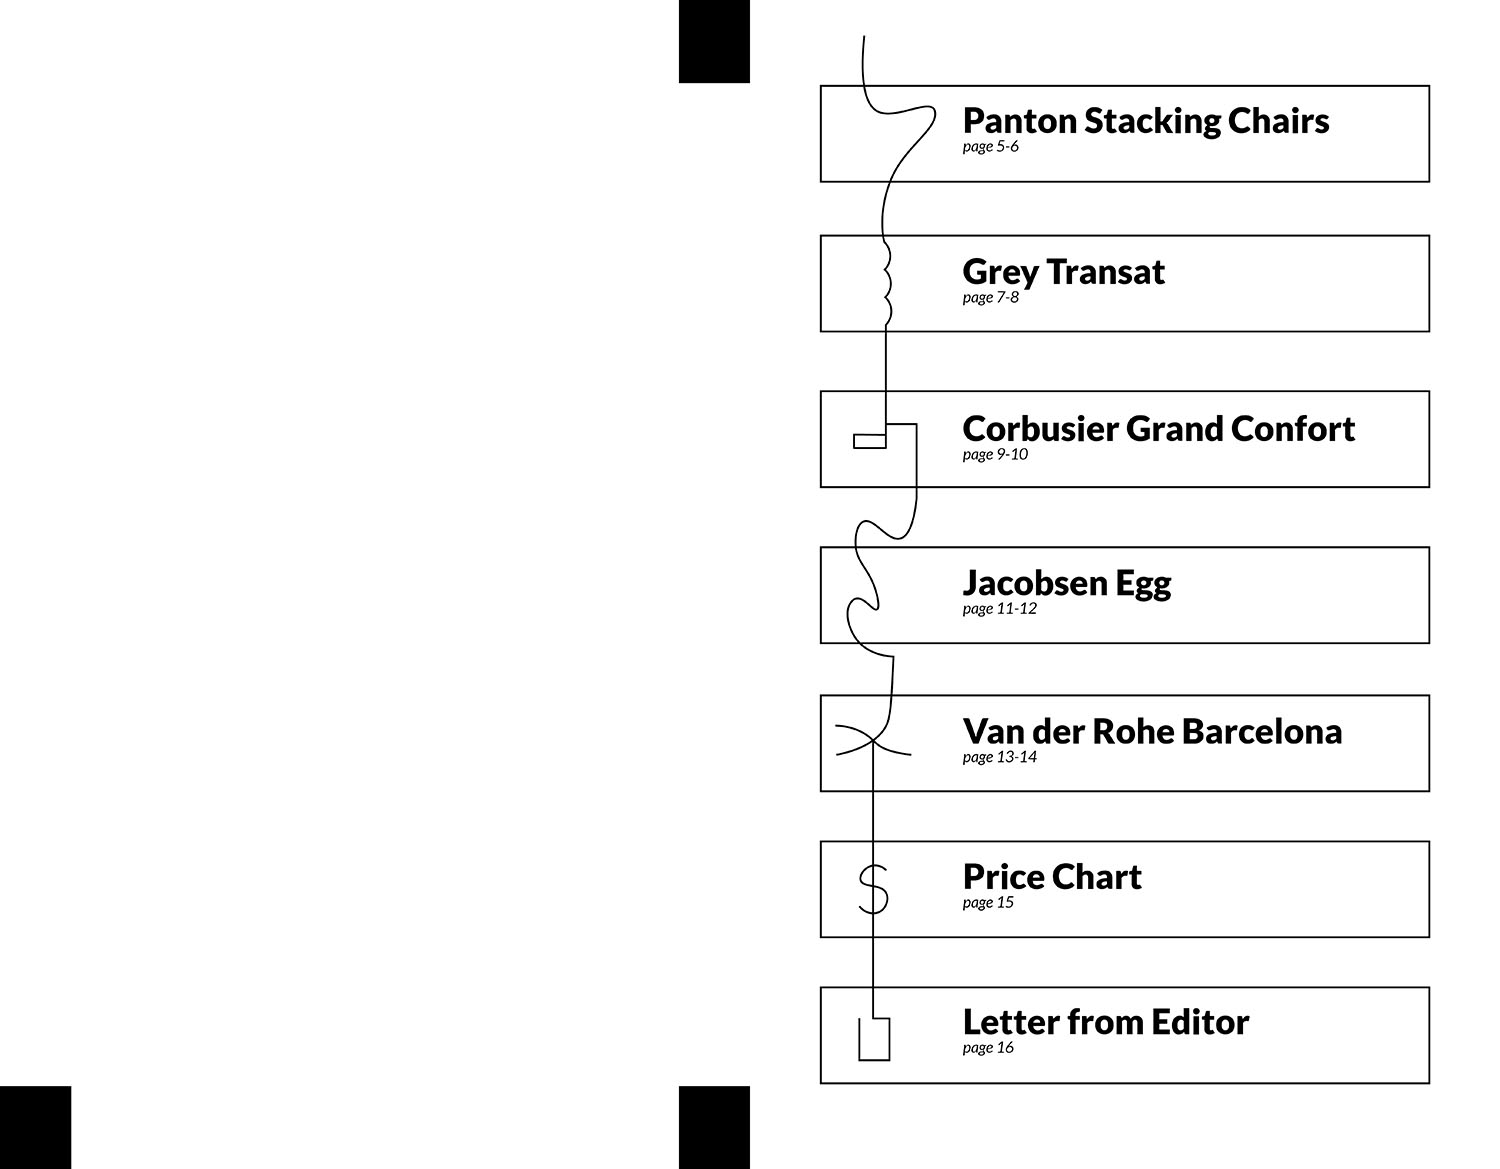 Panton Stacking Chairs
page 5-6
Grey Transat
page 7-8
Corbusier Grand Confort
page 9-10
Jacobsen Egg
page 11-12
Van der Rohe Barcelona
page 13-14
$
Price Chart
page 15
Letter from Editor
page 16